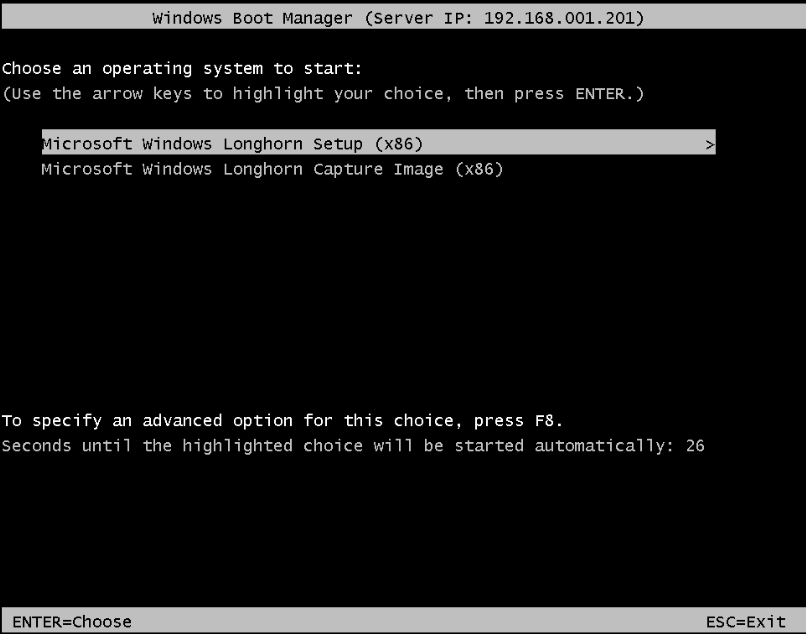 Windows Boot Manager (Server IP: 192.168.001.201)
Choose an operating system to start:
(Use the arrow keys to highlight your choice, then press ENTER.)
Microsoft Windows Longhorn Setup (x86) >
Microsoft Windows Longhorn Capture Image (x86)
To specify an advanced option for this choice, press F8.
Seconds until the highlighted choice will be started automatically: 26
ENTER=Choose ESC=Exit